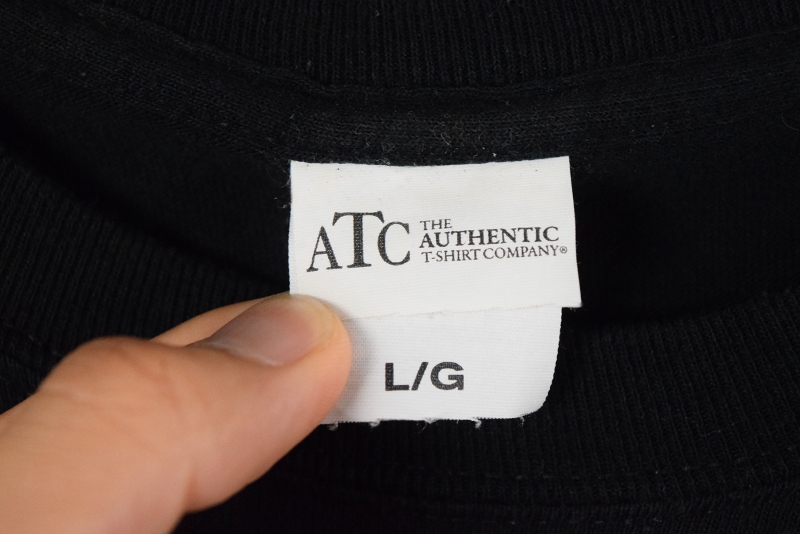 ATC
THE
AUTHENTIC
T-SHIRT COMPANY®
L/G